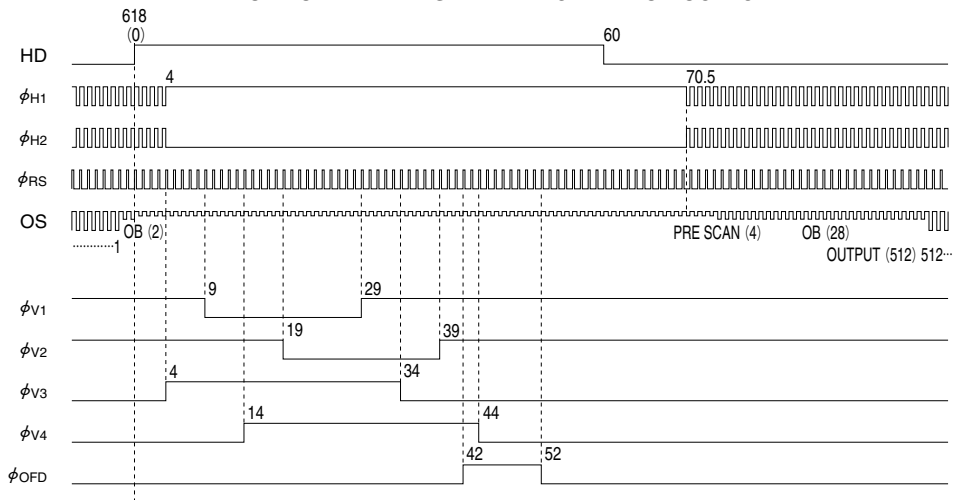 618
HD (0) 60
φH1 4 70.5
φH2
φRS
OS
OB (2) PRE SCAN (4) OB (28)
............1 OUTPUT (512) 512...
φV1 9 29
φV2 19 39
φV3 4 34
φV4 14 44
φOFD 42 52